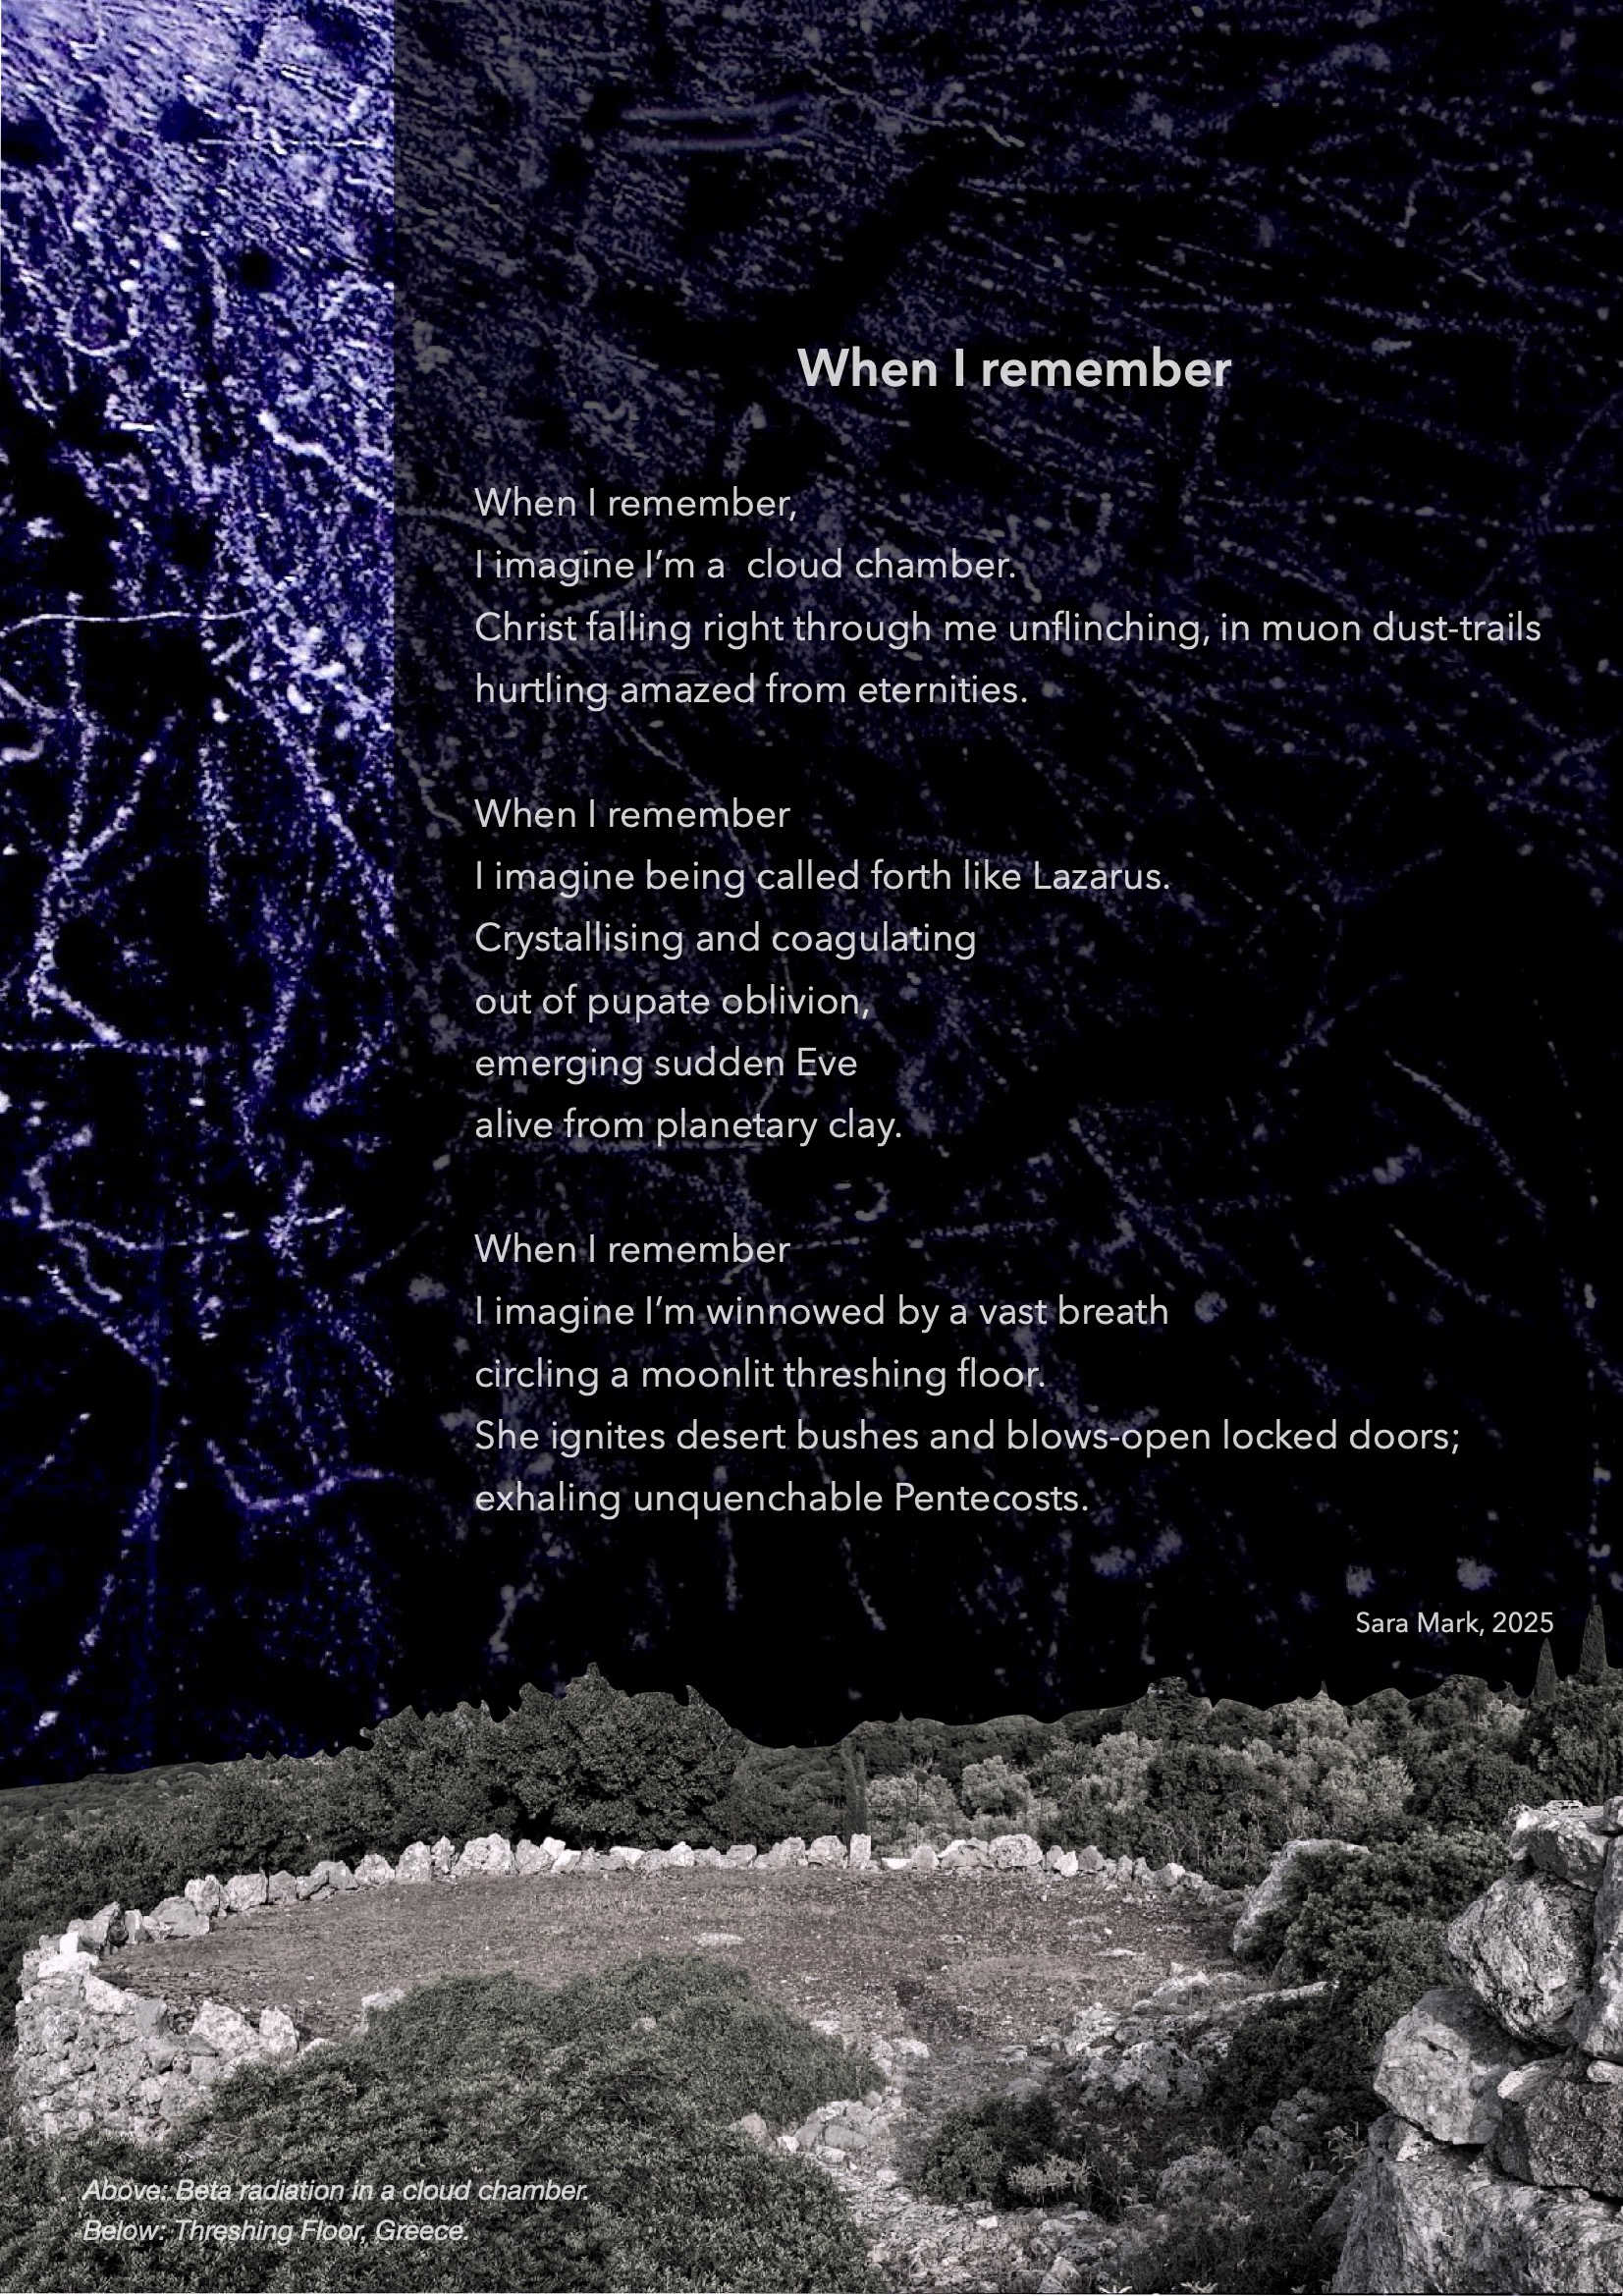 When I remember
When I remember,
I imagine I’m a  cloud chamber.
Christ falling right through me unflinching, in muon dust-trails
hurtling amazed from eternities.
When I remember
I imagine being called forth like Lazarus.
Crystallising and coagulating
out of pupate oblivion,
emerging sudden Eve
alive from planetary clay.
When I remember
I imagine I’m winnowed by a vast breath
circling a moonlit threshing floor.
She ignites desert bushes and blows-open locked doors;
exhaling unquenchable Pentecosts.
Sara Mark, 2025
Above: Beta radiation in a cloud chamber.
Below: Threshing Floor, Greece.